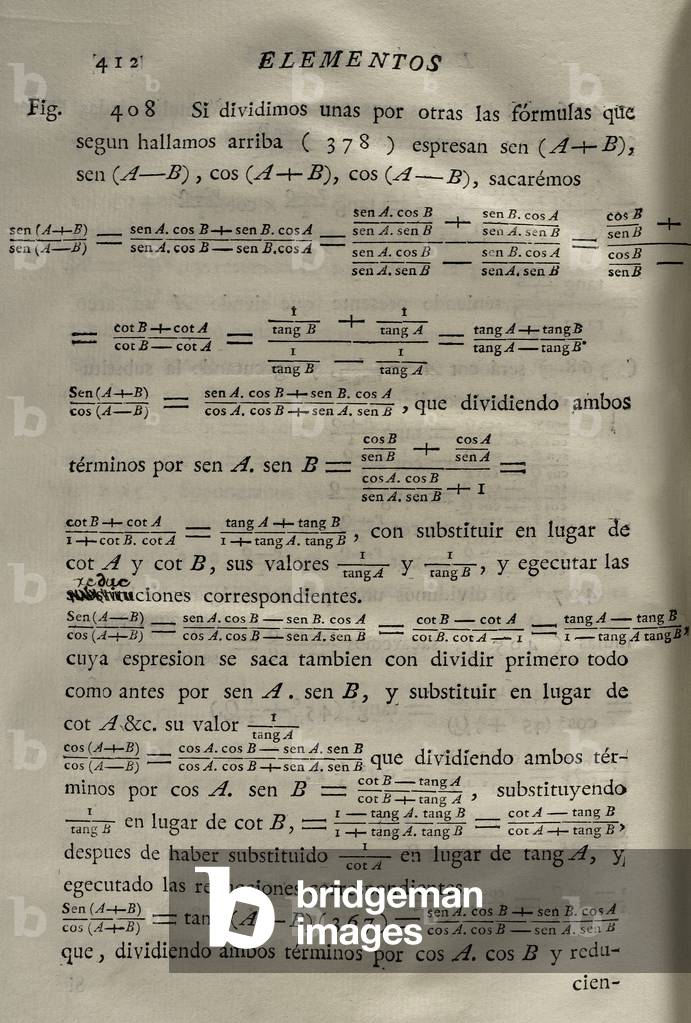 412 ELEMENTOS
Fig. 408 Si dividimos unas por otras las fórmulas que
segun hallamos arriba ( 378 ) espresan sen (A+B),
sen (A—B), cos (A+B), cos (A—B), sacarémos
sen (A+B) / sen (A—B) = sen A. cos B + sen B. cos A / sen A. cos B — sen B. cos A = (sen A. cos B / sen A. sen B + sen B. cos A / sen A. sen B) / (sen A. cos B / sen A. sen B — sen B. cos A / sen A. sen B) = cos B / sen B + / cos B / sen B —
= cot B + cot A / cot B — cot A = (1 / tang B + 1 / tang A) / (1 / tang B — 1 / tang A) = tang A + tang B / tang A — tang B.
Sen (A+B) / cos (A—B) = sen A. cos B + sen B. cos A / cos A. cos B + sen A. sen B, que dividiendo ambos
términos por sen A. sen B = (cos B / sen B + cos A / sen A) / (cos A. cos B / sen A. sen B + 1) =
cot B + cot A / 1 + cot B. cot A = tang A + tang B / 1 + tang A. tang B, con substituir en lugar de
cot A y cot B, sus valores 1 / tang A y 1 / tang B, y egecutar las
reduc
substituciones correspondientes.
Sen (A—B) / cos (A+B) = sen A. cos B — sen B. cos A / cos A. cos B — sen A. sen B = cot B — cot A / cot B. cot A — 1 = tang A — tang B / 1 — tang A tang B,
cuya espresion se saca tambien con dividir primero todo
como antes por sen A. sen B, y substituir en lugar de
cot A &c. su valor 1 / tang A
cos (A+B) / cos (A—B) = cos A. cos B — sen A. sen B / cos A. cos B + sen A. sen B que dividiendo ambos tér-
minos por cos A. sen B = cot B — tang A / cot B + tang A, substituyendo
1 / tang B en lugar de cot B, = 1 — tang A. tang B / 1 + tang A. tang B = cot A — tang B / cot A + tang B,
despues de haber substituido 1 / cot A en lugar de tang A, y
egecutado las reducciones correspondientes
Sen (A+B) / cos (A+B) = tang (A+B) (367) = sen A. cos B + sen B. cos A / cos A. cos B — sen A. sen B
que, dividiendo ambos términos por cos A. cos B y redu-
cien-
bridgeman
images